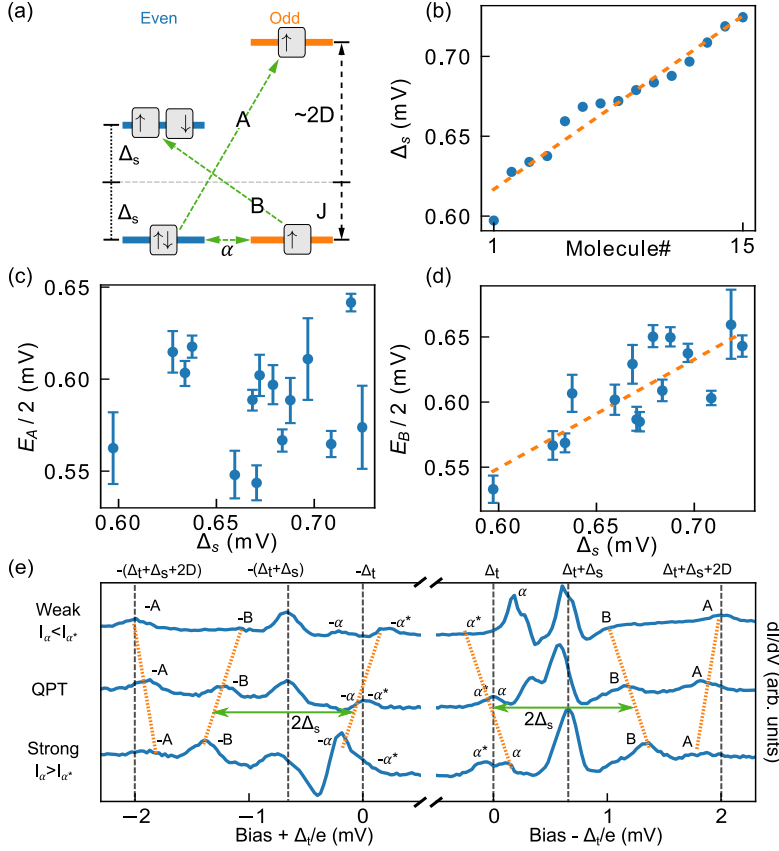 (a)
Even
Odd
↑
~2D
↑
↓
A
Δs
Δs
B
J
↑↓
α
↑
(b)
Δs (mV)
0.70
0.65
0.60
1
Molecule#
15
(c)
EA / 2 (mV)
0.65
0.60
0.55
0.60
0.65
0.70
Δs (mV)
(d)
EB / 2 (mV)
0.65
0.60
0.55
0.60
0.65
0.70
Δs (mV)
(e)
-(Δt+Δs+2D)
-(Δt+Δs)
-Δt
Δt
Δt+Δs
Δt+Δs+2D
Weak
Iα<Iα*
-A
-B
-α
-α*
α*
α
B
A
QPT
-A
-B
-α
-α*
α*
α
B
A
2Δs
2Δs
Strong
Iα>Iα*
-A
-B
-α
-α*
α*
α
B
A
dI/dV (arb. units)
−2
−1
0
0
1
2
Bias + Δt/e (mV)
Bias - Δt/e (mV)